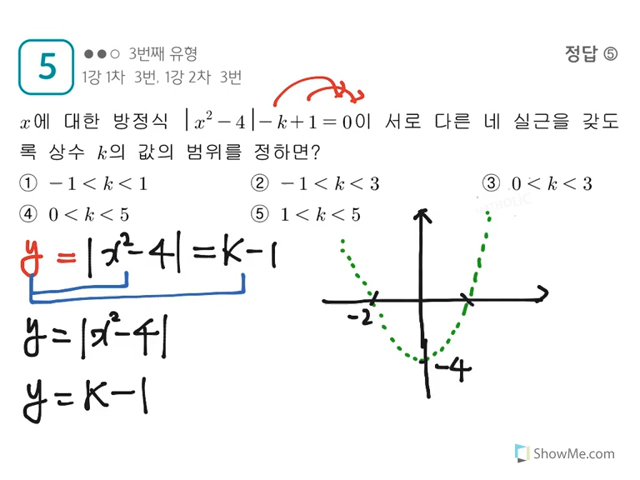 5
●●○ 3번째 유형
정답 ⑤
1강 1차 3번, 1강 2차 3번
x에 대한 방정식 |x²-4|-k+1=0이 서로 다른 네 실근을 갖도
록 상수 k의 값의 범위를 정하면?
① -1<k<1 ② -1<k<3 ③ 0<k<3
④ 0<k<5 ⑤ 1<k<5
y=|x²-4|=k-1
y=|x²-4|
y=k-1
-2
-4
ShowMe.com